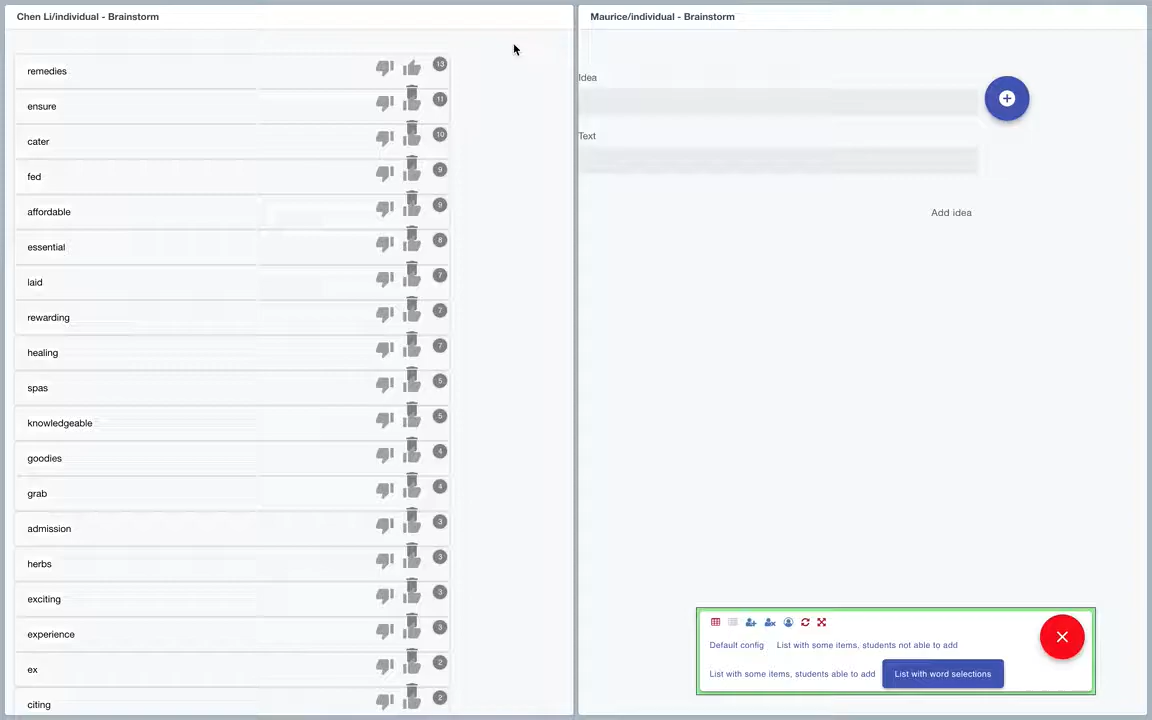 Chen Li/individual - Brainstorm
remedies 13
ensure 11
cater 10
fed 9
affordable 9
essential 8
laid 7
rewarding 7
healing 7
spas 5
knowledgeable 5
goodies 4
grab 4
admission 3
herbs 3
exciting 3
experience 3
ex 2
citing 2
Maurice/individual - Brainstorm
Idea
Text
Add idea
Default config List with some items, students not able to add
List with some items, students able to add List with word selections